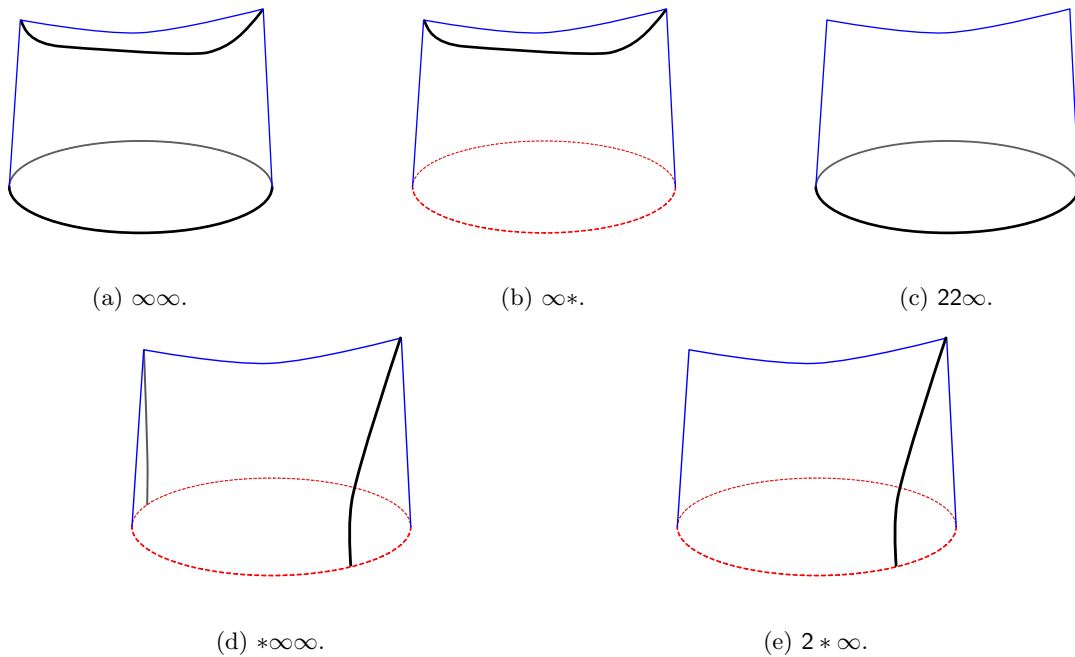 (a) ∞∞.
(b) ∞∗.
(c) 22∞.
(d) ∗∞∞.
(e) 2 ∗ ∞.